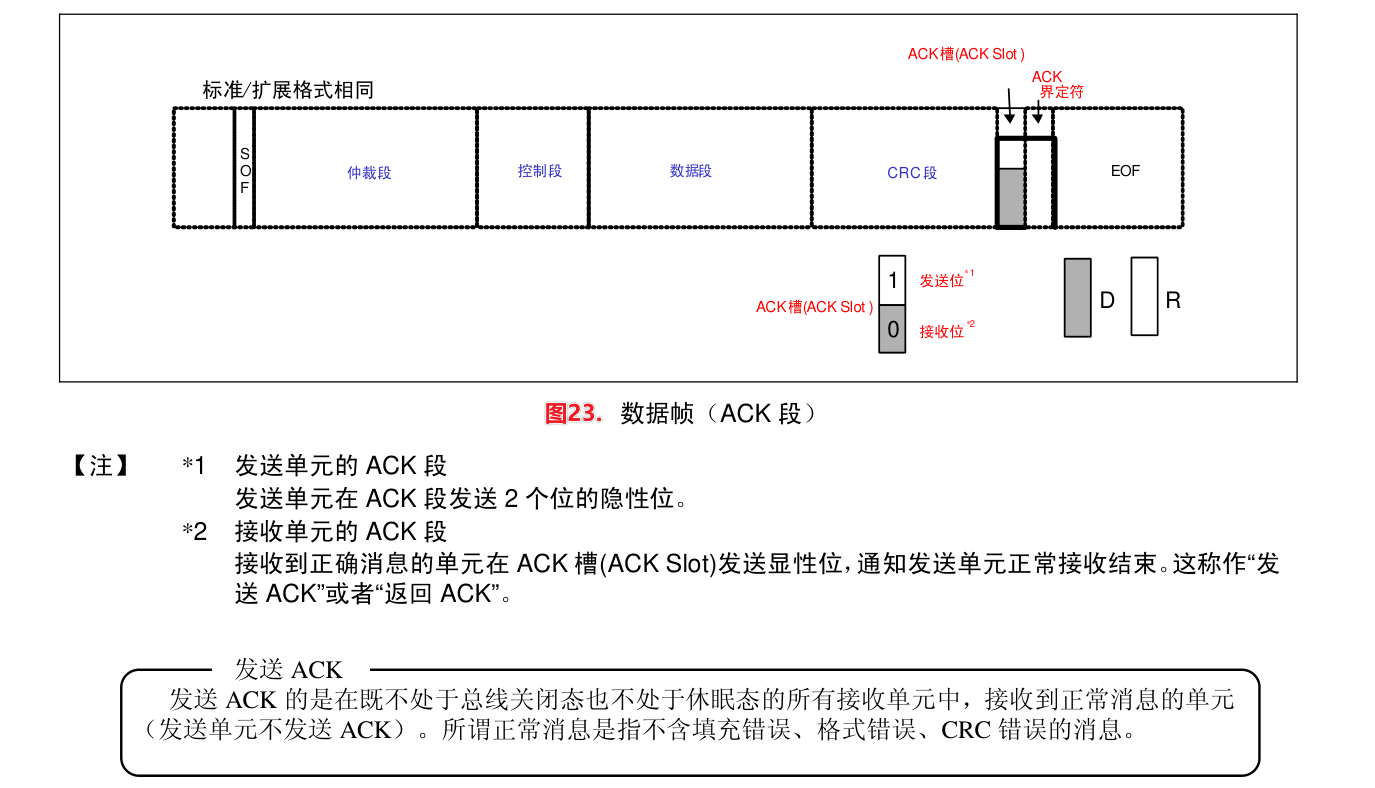 ACK槽(ACK Slot)
标准/扩展格式相同
ACK
界定符
SOF
仲裁段
控制段
数据段
CRC段
EOF
1
发送位*1
ACK槽(ACK Slot)
0
接收位*2
D
R
图23. 数据帧（ACK 段）
【注】 *1 发送单元的 ACK 段
发送单元在 ACK 段发送 2 个位的隐性位。
*2 接收单元的 ACK 段
接收到正确消息的单元在 ACK 槽(ACK Slot)发送显性位，通知发送单元正常接收结束。这称作“发
送 ACK”或者“返回 ACK”。
发送 ACK
发送 ACK 的是在既不处于总线关闭态也不处于休眠态的所有接收单元中，接收到正常消息的单元
（发送单元不发送 ACK）。所谓正常消息是指不含填充错误、格式错误、CRC 错误的消息。